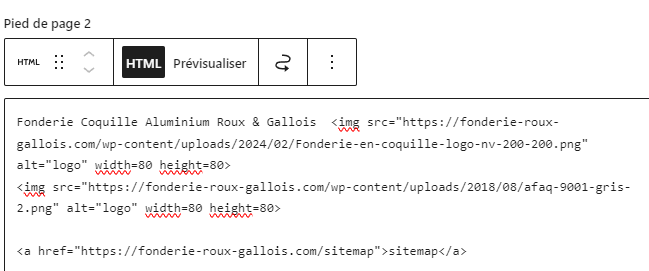 Pied de page 2
HTML HTML Prévisualiser
Fonderie Coquille Aluminium Roux & Gallois  <img src="https://fonderie-roux-
gallois.com/wp-content/uploads/2024/02/Fonderie-en-coquille-logo-nv-200-200.png"
alt="logo" width=80 height=80>
<img src="https://fonderie-roux-gallois.com/wp-content/uploads/2018/08/afaq-9001-gris-
2.png" alt="logo" width=80 height=80>
<a href="https://fonderie-roux-gallois.com/sitemap">sitemap</a>